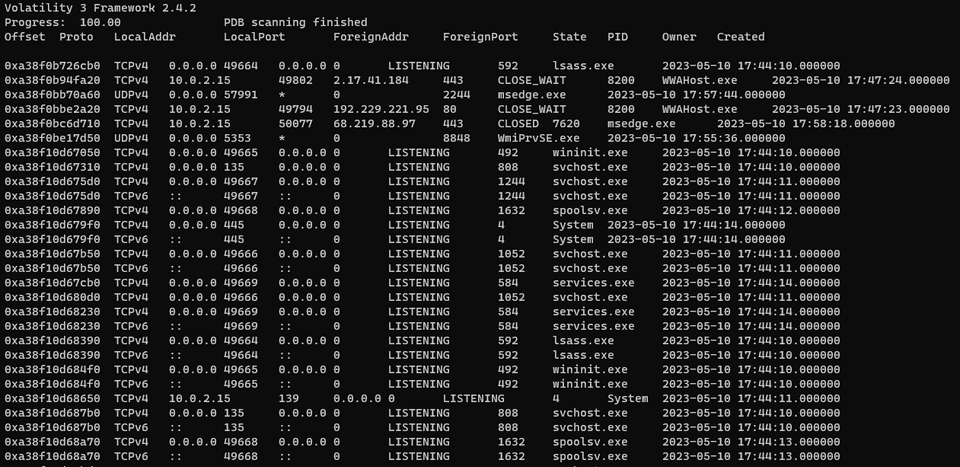 Volatility 3 Framework 2.4.2
Progress:  100.00               PDB scanning finished
Offset  Proto   LocalAddr       LocalPort       ForeignAddr     ForeignPort     State   PID     Owner   Created

0xa38f0b726cb0  TCPv4   0.0.0.0 49664   0.0.0.0 0       LISTENING       592     lsass.exe       2023-05-10 17:44:10.000000
0xa38f0b94fa20  TCPv4   10.0.2.15       49802   2.17.41.184     443     CLOSE_WAIT      8200    WWAHost.exe     2023-05-10 17:47:24.000000
0xa38f0bb70a60  UDPv4   0.0.0.0 57991   *       0               2244    msedge.exe      2023-05-10 17:57:44.000000
0xa38f0bbe2a20  TCPv4   10.0.2.15       49794   192.229.221.95  80      CLOSE_WAIT      8200    WWAHost.exe     2023-05-10 17:47:23.000000
0xa38f0bc6d710  TCPv4   10.0.2.15       50077   68.219.88.97    443     CLOSED  7620    msedge.exe      2023-05-10 17:58:18.000000
0xa38f0be17d50  UDPv4   0.0.0.0 5353    *       0               8848    WmiPrvSE.exe    2023-05-10 17:55:36.000000
0xa38f10d67050  TCPv4   0.0.0.0 49665   0.0.0.0 0       LISTENING       492     wininit.exe     2023-05-10 17:44:10.000000
0xa38f10d67310  TCPv4   0.0.0.0 135     0.0.0.0 0       LISTENING       808     svchost.exe     2023-05-10 17:44:10.000000
0xa38f10d675d0  TCPv4   0.0.0.0 49667   0.0.0.0 0       LISTENING       1244    svchost.exe     2023-05-10 17:44:11.000000
0xa38f10d675d0  TCPv6   ::      49667   ::      0       LISTENING       1244    svchost.exe     2023-05-10 17:44:11.000000
0xa38f10d67890  TCPv4   0.0.0.0 49668   0.0.0.0 0       LISTENING       1632    spoolsv.exe     2023-05-10 17:44:12.000000
0xa38f10d679f0  TCPv4   0.0.0.0 445     0.0.0.0 0       LISTENING       4       System  2023-05-10 17:44:14.000000
0xa38f10d679f0  TCPv6   ::      445     ::      0       LISTENING       4       System  2023-05-10 17:44:14.000000
0xa38f10d67b50  TCPv4   0.0.0.0 49666   0.0.0.0 0       LISTENING       1052    svchost.exe     2023-05-10 17:44:11.000000
0xa38f10d67b50  TCPv6   ::      49666   ::      0       LISTENING       1052    svchost.exe     2023-05-10 17:44:11.000000
0xa38f10d67cb0  TCPv4   0.0.0.0 49669   0.0.0.0 0       LISTENING       584     services.exe    2023-05-10 17:44:14.000000
0xa38f10d680d0  TCPv4   0.0.0.0 49666   0.0.0.0 0       LISTENING       1052    svchost.exe     2023-05-10 17:44:11.000000
0xa38f10d68230  TCPv4   0.0.0.0 49669   0.0.0.0 0       LISTENING       584     services.exe    2023-05-10 17:44:14.000000
0xa38f10d68230  TCPv6   ::      49669   ::      0       LISTENING       584     services.exe    2023-05-10 17:44:14.000000
0xa38f10d68390  TCPv4   0.0.0.0 49664   0.0.0.0 0       LISTENING       592     lsass.exe       2023-05-10 17:44:10.000000
0xa38f10d68390  TCPv6   ::      49664   ::      0       LISTENING       592     lsass.exe       2023-05-10 17:44:10.000000
0xa38f10d684f0  TCPv4   0.0.0.0 49665   0.0.0.0 0       LISTENING       492     wininit.exe     2023-05-10 17:44:10.000000
0xa38f10d684f0  TCPv6   ::      49665   ::      0       LISTENING       492     wininit.exe     2023-05-10 17:44:10.000000
0xa38f10d68650  TCPv4   10.0.2.15       139     0.0.0.0 0       LISTENING       4       System  2023-05-10 17:44:11.000000
0xa38f10d687b0  TCPv4   0.0.0.0 135     0.0.0.0 0       LISTENING       808     svchost.exe     2023-05-10 17:44:10.000000
0xa38f10d687b0  TCPv6   ::      135     ::      0       LISTENING       808     svchost.exe     2023-05-10 17:44:10.000000
0xa38f10d68a70  TCPv4   0.0.0.0 49668   0.0.0.0 0       LISTENING       1632    spoolsv.exe     2023-05-10 17:44:13.000000
0xa38f10d68a70  TCPv6   ::      49668   ::      0       LISTENING       1632    spoolsv.exe     2023-05-10 17:44:13.000000